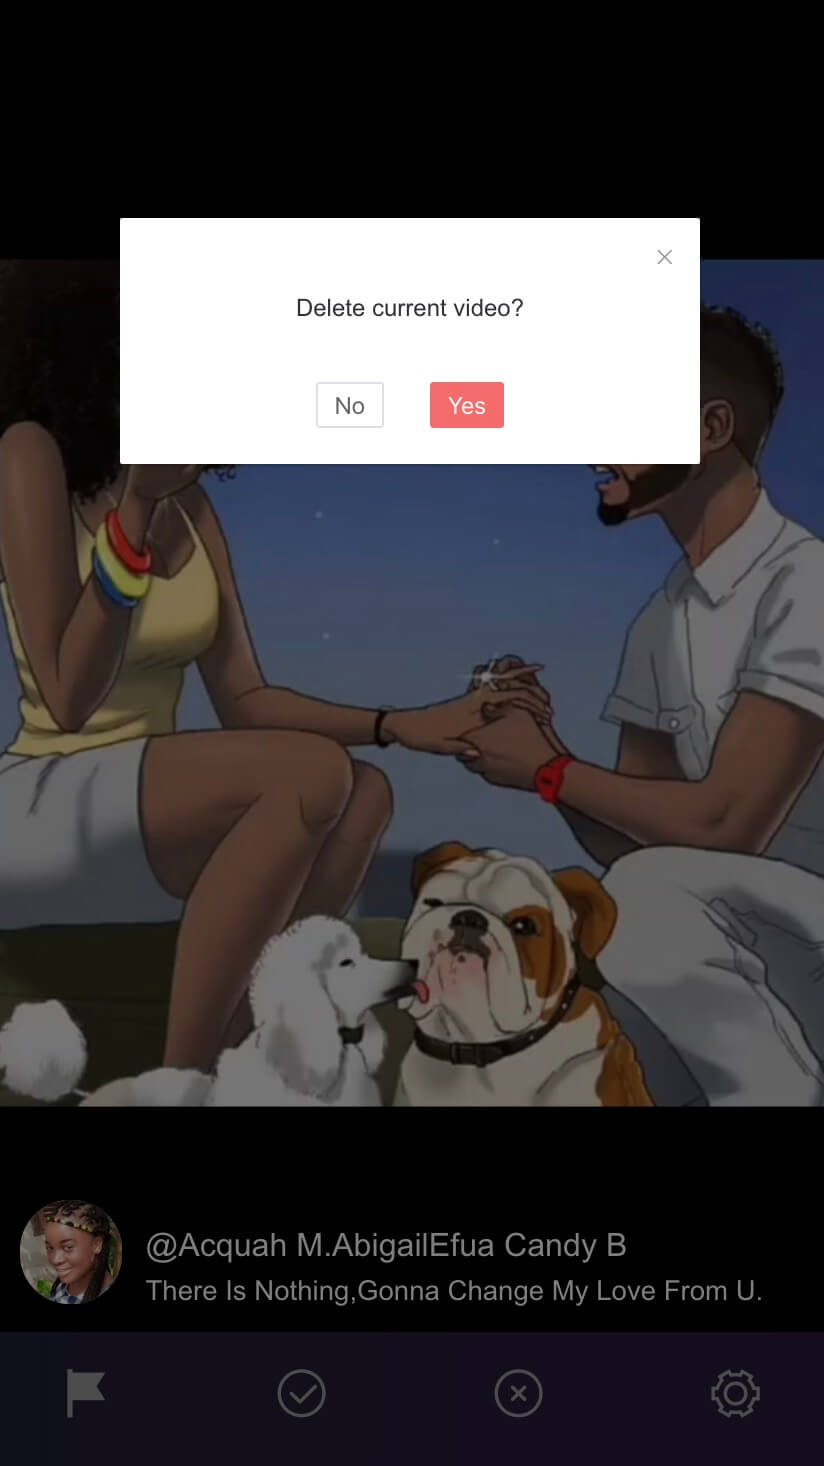 Delete current video?
No
Yes
@Acquah M.AbigailEfua Candy B
There Is Nothing,Gonna Change My Love From U.